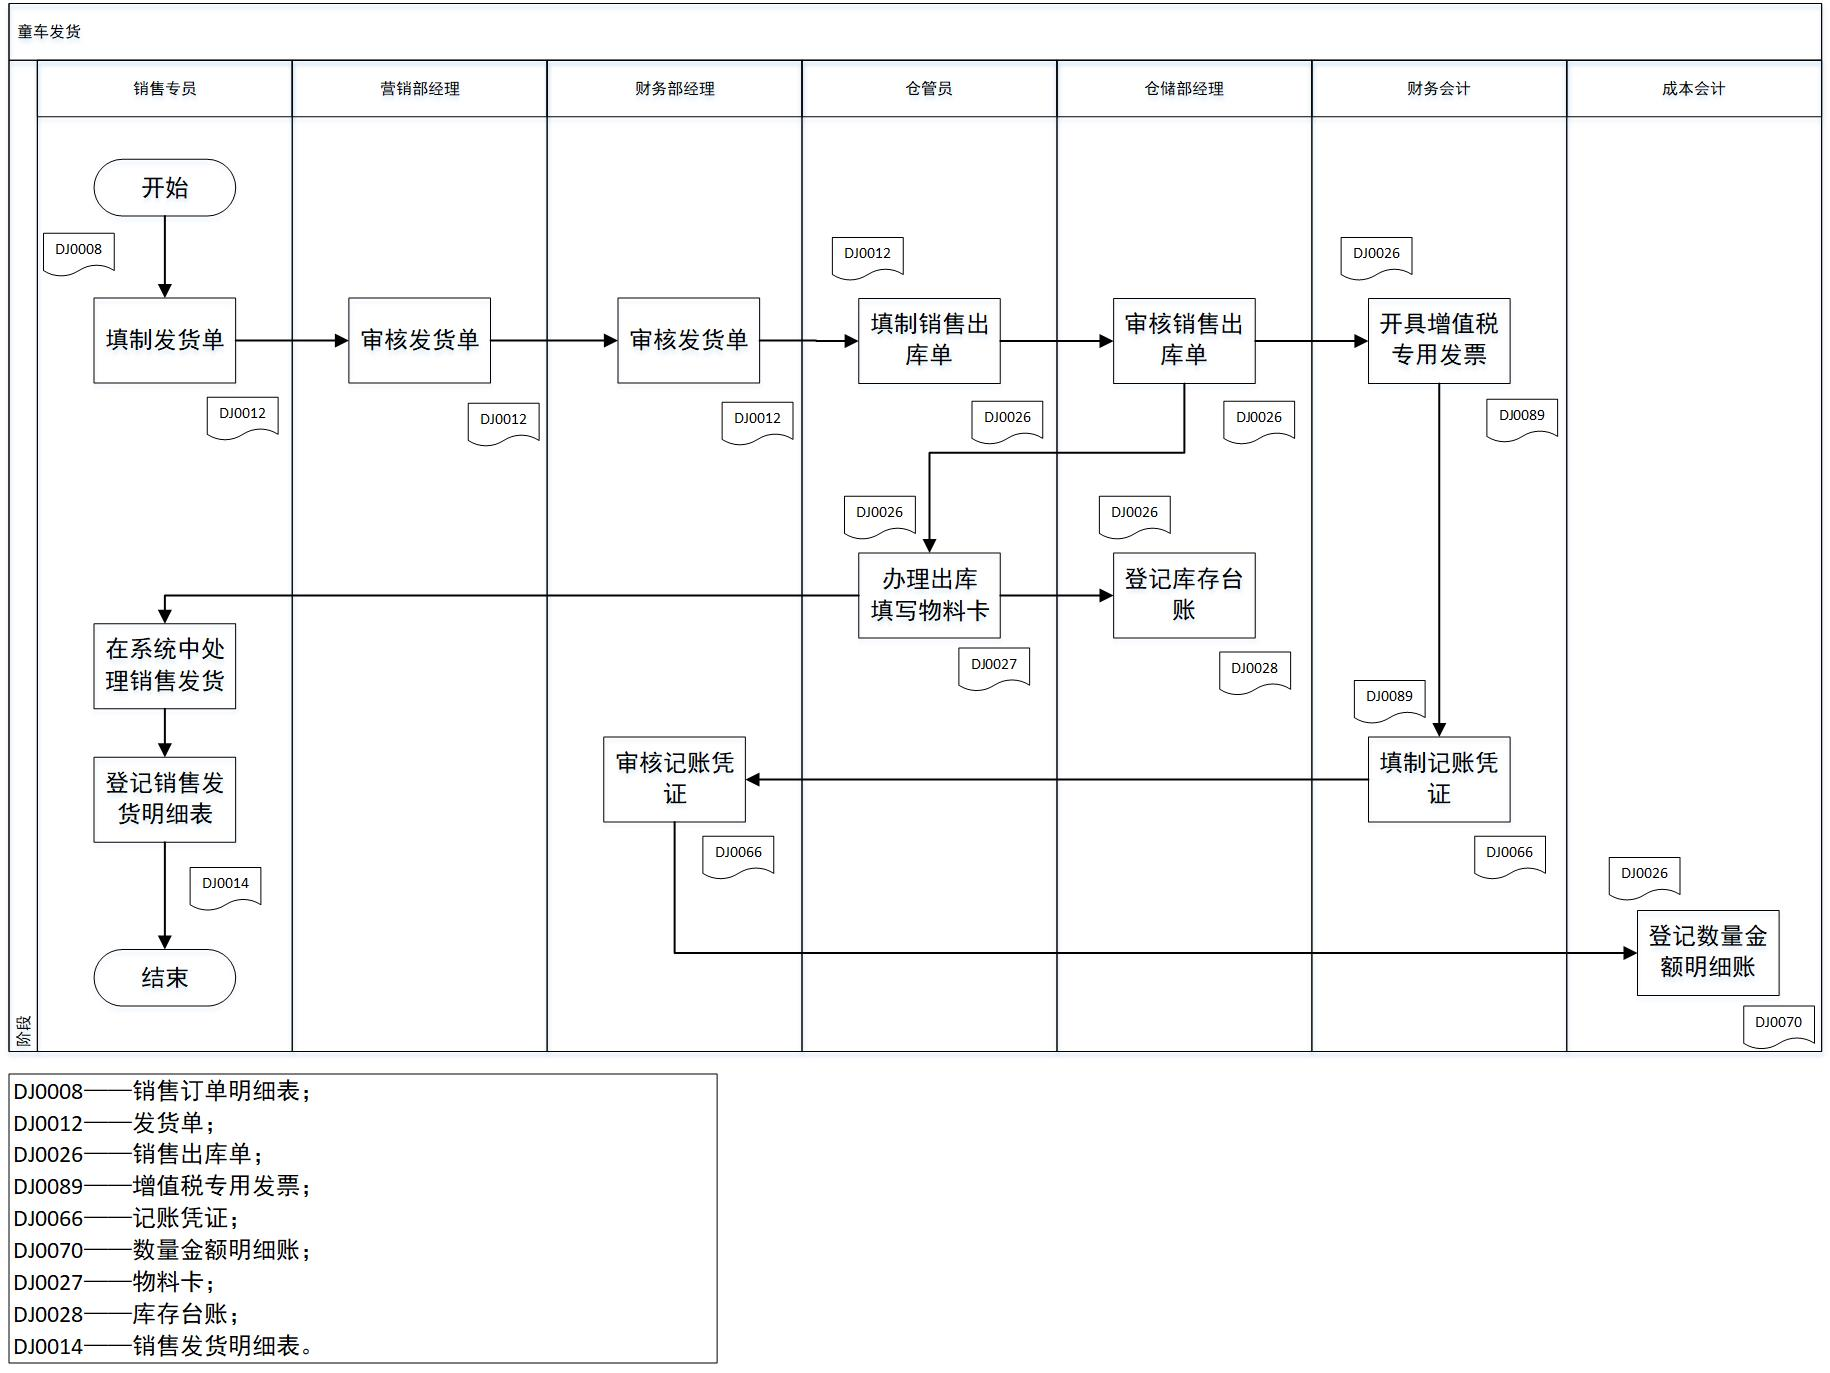 童车发货
销售专员
营销部经理
财务部经理
仓管员
仓储部经理
财务会计
成本会计
阶段
开始
DJ0008
DJ0012
DJ0026
填制发货单
审核发货单
审核发货单
填制销售出
库单
审核销售出
库单
开具增值税
专用发票
DJ0012
DJ0012
DJ0012
DJ0026
DJ0026
DJ0089
DJ0026
DJ0026
办理出库
填写物料卡
登记库存台
账
DJ0027
DJ0028
在系统中处
理销售发货
DJ0089
登记销售发
货明细表
审核记账凭
证
填制记账凭
证
DJ0066
DJ0066
DJ0014
DJ0026
结束
登记数量金
额明细账
DJ0070
DJ0008——销售订单明细表；
DJ0012——发货单；
DJ0026——销售出库单；
DJ0089——增值税专用发票；
DJ0066——记账凭证；
DJ0070——数量金额明细账；
DJ0027——物料卡；
DJ0028——库存台账；
DJ0014——销售发货明细表。